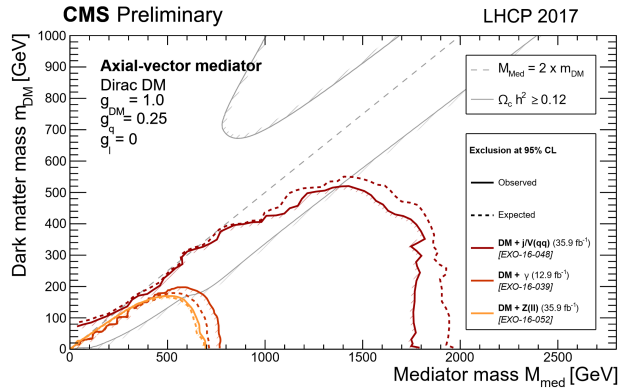 CMS Preliminary
LHCP 2017
Dark matter mass m_DM [GeV]
1000
900
800
700
600
500
400
300
200
100
0
Axial-vector mediator
Dirac DM
g_DM = 1.0
g_q = 0.25
g_l = 0
M_Med = 2 x m_DM
Ω_c h² ≥ 0.12
Exclusion at 95% CL
Observed
Expected
DM + j/V(qq) (35.9 fb⁻¹)
[EXO-16-048]
DM + γ (12.9 fb⁻¹)
[EXO-16-039]
DM + Z(ll) (35.9 fb⁻¹)
[EXO-16-052]
0 500 1000 1500 2000 2500
Mediator mass M_med [GeV]